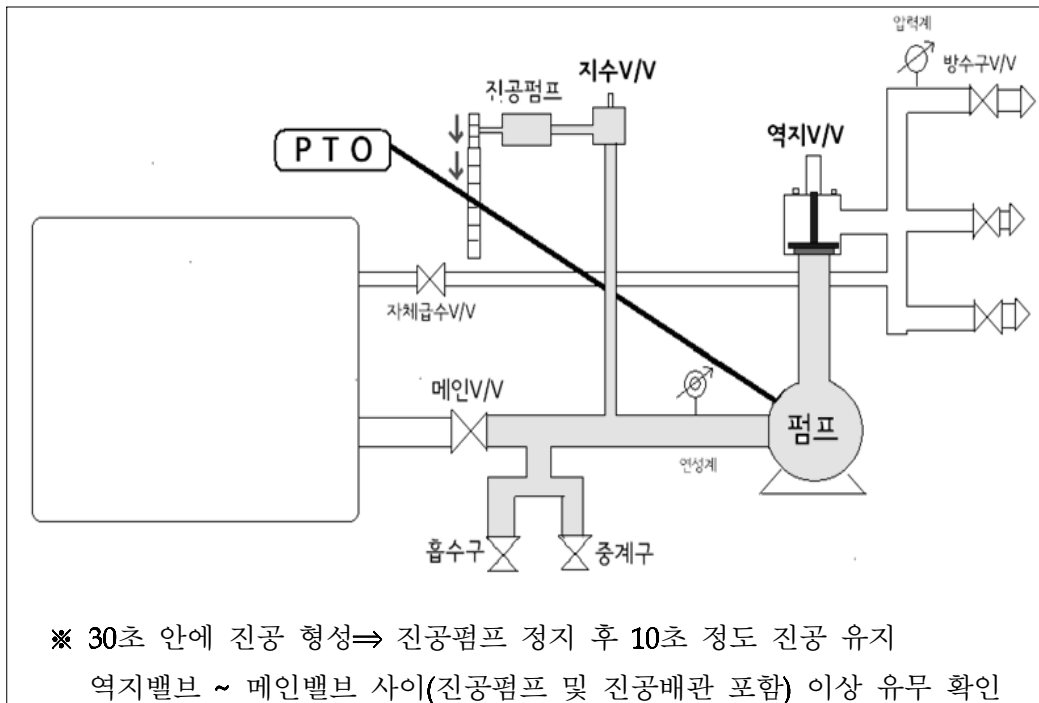 압력계
방수구V/V
지수V/V
진공펌프
역지V/V
P T O
자체급수V/V
메인V/V
펌프
연성계
흡수구
중계구
※ 30초 안에 진공 형성⇒ 진공펌프 정지 후 10초 정도 진공 유지
역지밸브 ~ 메인밸브 사이(진공펌프 및 진공배관 포함) 이상 유무 확인